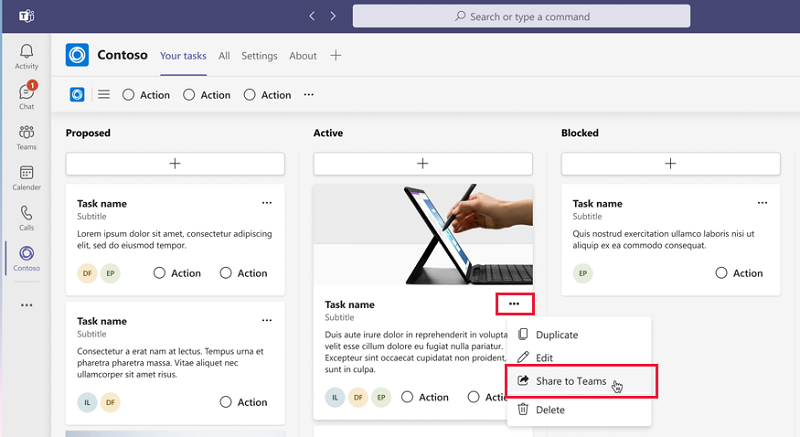 Search or type a command
Activity
1
Chat
Teams
Calender
Calls
Contoso
Contoso
Your tasks
All
Settings
About
Action
Action
Action
Proposed
Task name
Subtitle
Lorem ipsum dolor sit amet, consectetur adipiscing
elit, sed do eiusmod tempor.
DF
EP
Action
Action
Task name
Consectetur a erat nam at lectus. Temps urna et
pharetra pharetra massa. Vitae aliquet nec
ullamcorper sit amet risus.
IL
DF
Action
Active
Task name
Subtitle
Duis aute irure dolor in reprehenderit in volupta
velit esse cillum dolore eu fugiat nulla pariatur.
Excepteur sint occaecat cupidatat non proident,
sunt in culpa.
IL
DF
EP
Action
Action
Duplicate
Edit
Share to Teams
Delete
Blocked
Task name
Subtitle
Quis nostrud exercitation ullamco laboris nisi ut
aliquip ex ea commodo consequat.
EP
Action